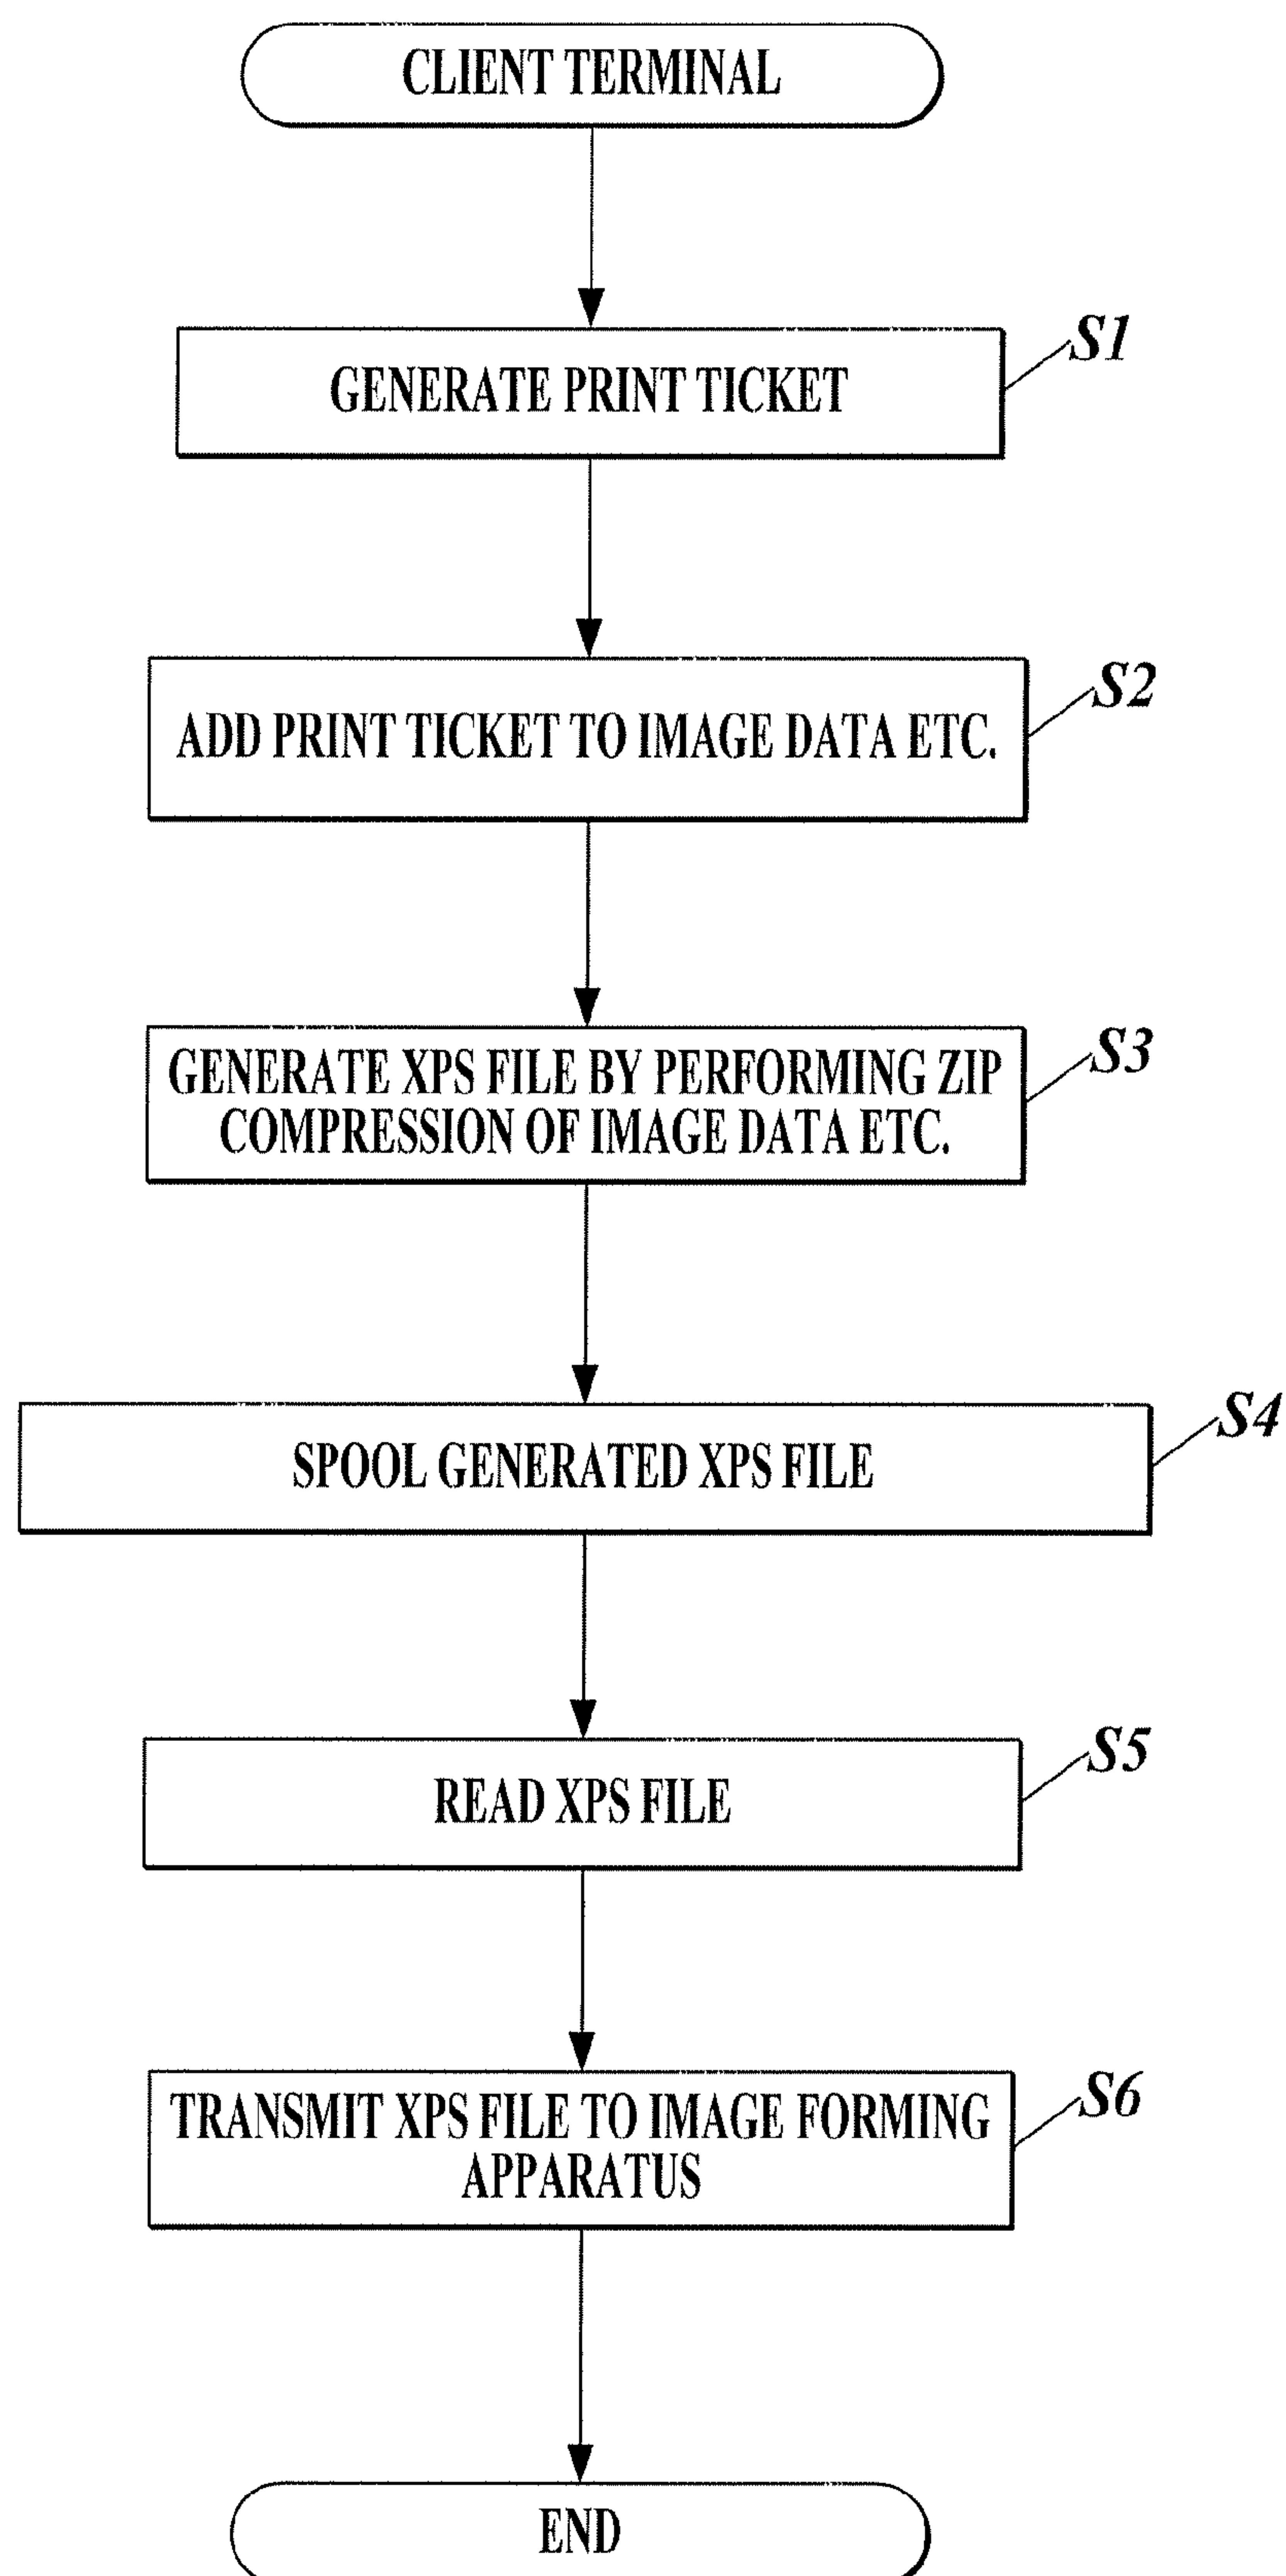 CLIENT TERMINAL
S1
GENERATE PRINT TICKET
S2
ADD PRINT TICKET TO IMAGE DATA ETC.
S3
GENERATE XPS FILE BY PERFORMING ZIP
COMPRESSION OF IMAGE DATA ETC.
S4
SPOOL GENERATED XPS FILE
S5
READ XPS FILE
S6
TRANSMIT XPS FILE TO IMAGE FORMING
APPARATUS
END